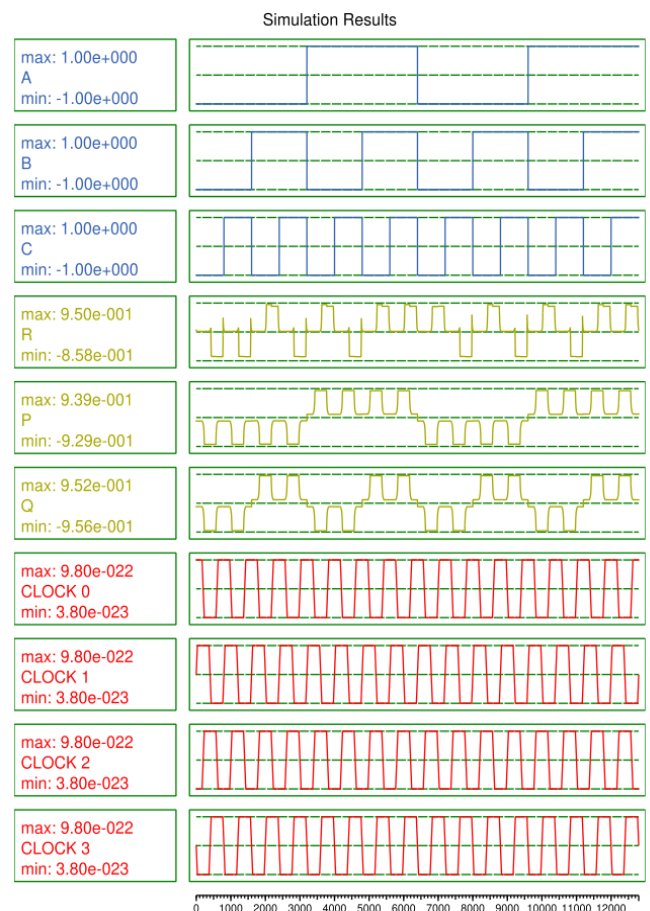 Simulation Results
max: 1.00e+000
A
min: -1.00e+000
max: 1.00e+000
B
min: -1.00e+000
max: 1.00e+000
C
min: -1.00e+000
max: 9.50e-001
R
min: -8.58e-001
max: 9.39e-001
P
min: -9.29e-001
max: 9.52e-001
Q
min: -9.56e-001
max: 9.80e-022
CLOCK 0
min: 3.80e-023
max: 9.80e-022
CLOCK 1
min: 3.80e-023
max: 9.80e-022
CLOCK 2
min: 3.80e-023
max: 9.80e-022
CLOCK 3
min: 3.80e-023
0 1000 2000 3000 4000 5000 6000 7000 8000 9000 10000 11000 12000